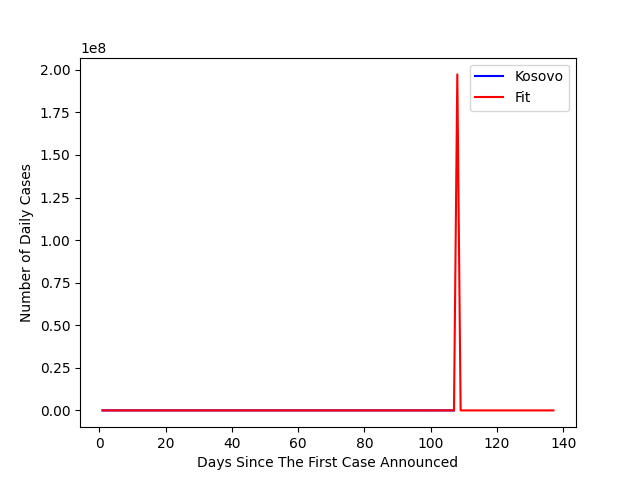 1e8
2.00
1.75
1.50
1.25
1.00
0.75
0.50
0.25
0.00
Number of Daily Cases
Kosovo
Fit
0 20 40 60 80 100 120 140
Days Since The First Case Announced